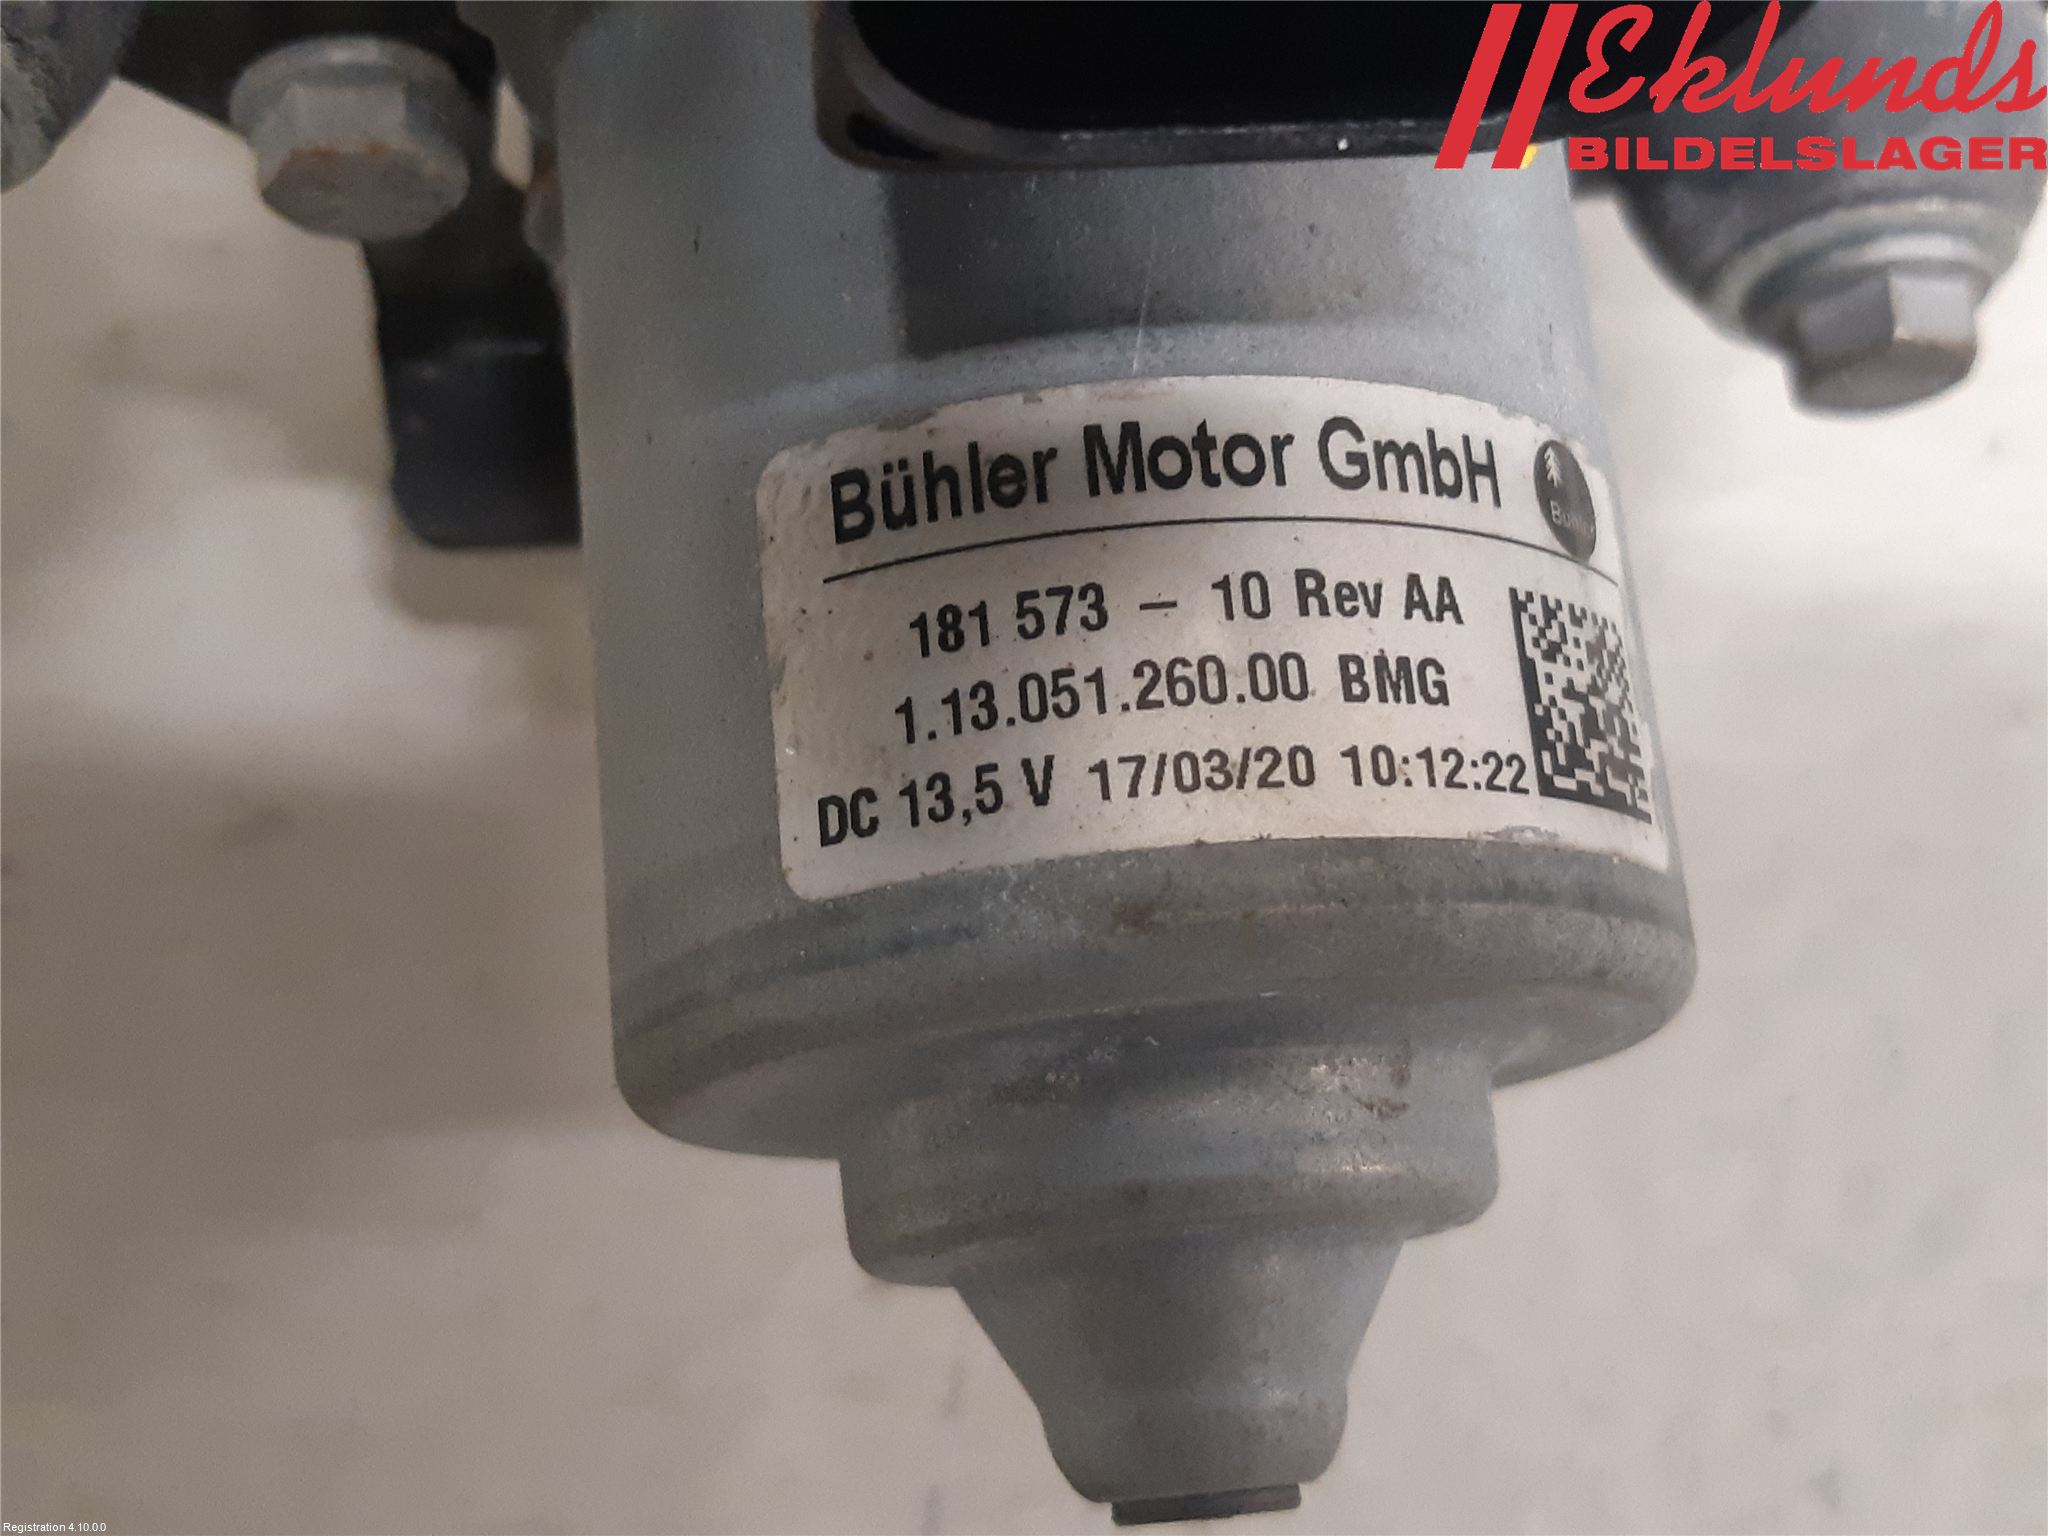 Eklunds
BILDELSLAGER
Bühler Motor GmbH
Bühler
181 573 – 10 Rev AA
1.13.051.260.00 BMG
DC 13,5 V 17/03/20 10:12:22
Registration 4.10.0.0